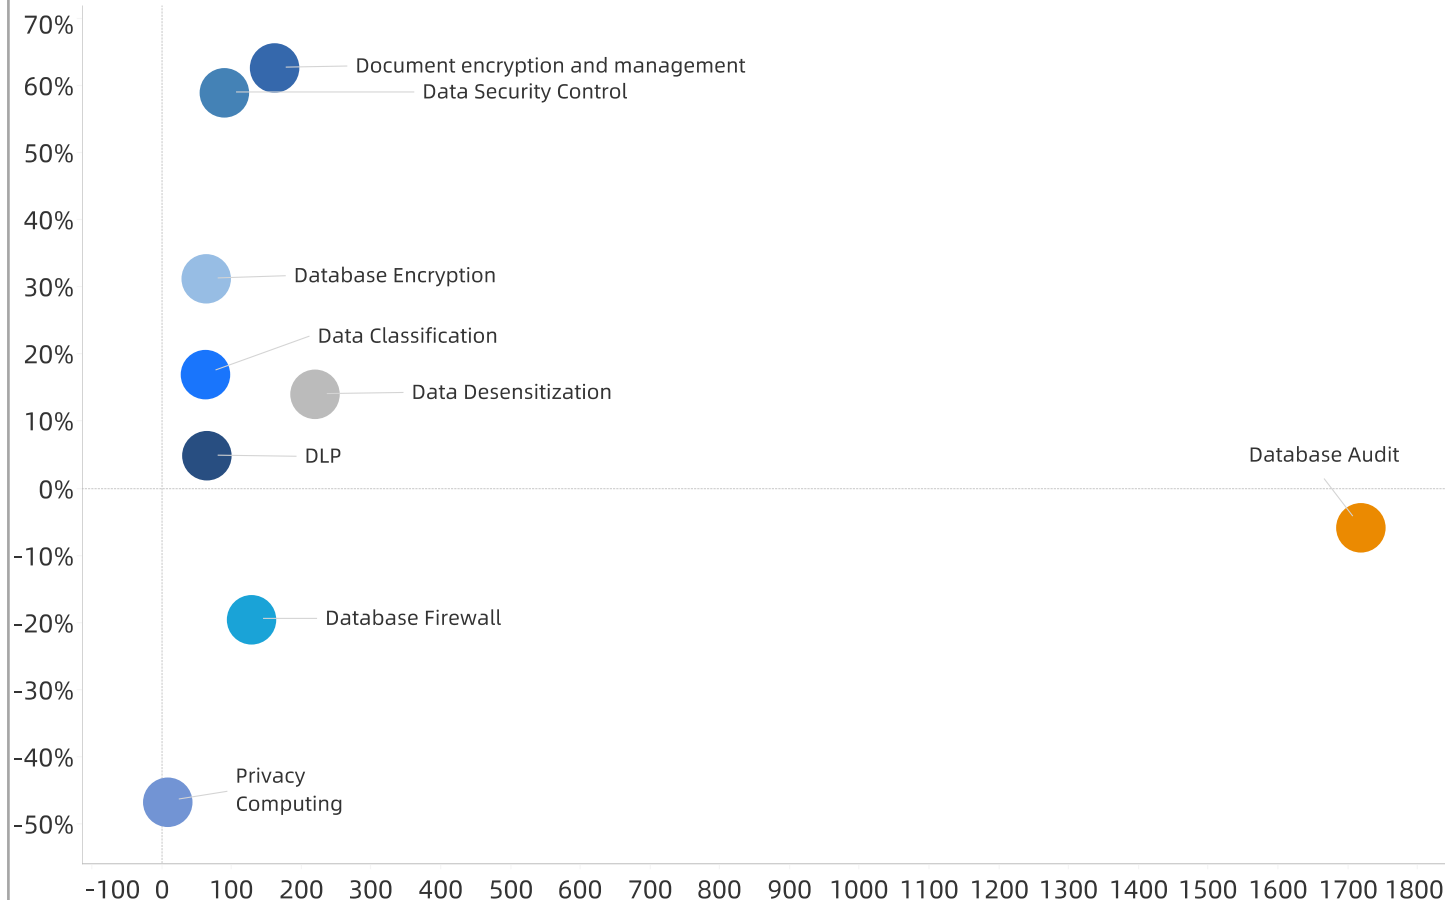 70%
Document encryption and management
60%
Data Security Control
50%
40%
30%
Database Encryption
Data Classification
20%
Data Desensitization
10%
DLP
Database Audit
0%
-10%
-20%
Database Firewall
-30%
-40%
Privacy
Computing
-50%
-100 0 100 200 300 400 500 600 700 800 900 1000 1100 1200 1300 1400 1500 1600 1700 1800